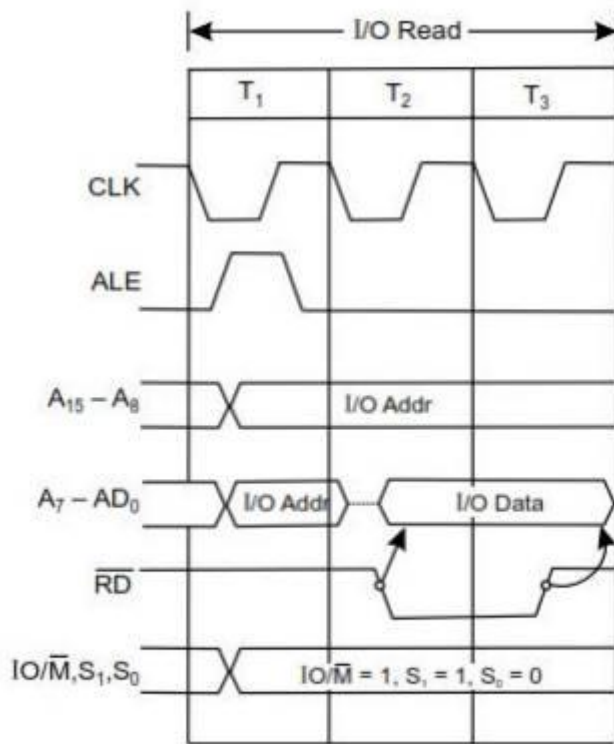 I/O Read
T₁ T₂ T₃
CLK
ALE
A₁₅ – A₈ I/O Addr
A₇ – AD₀ I/O Addr I/O Data
R̅D̅
IO/M̅,S₁,S₀ IO/M̅ = 1, S₁ = 1, S₀ = 0